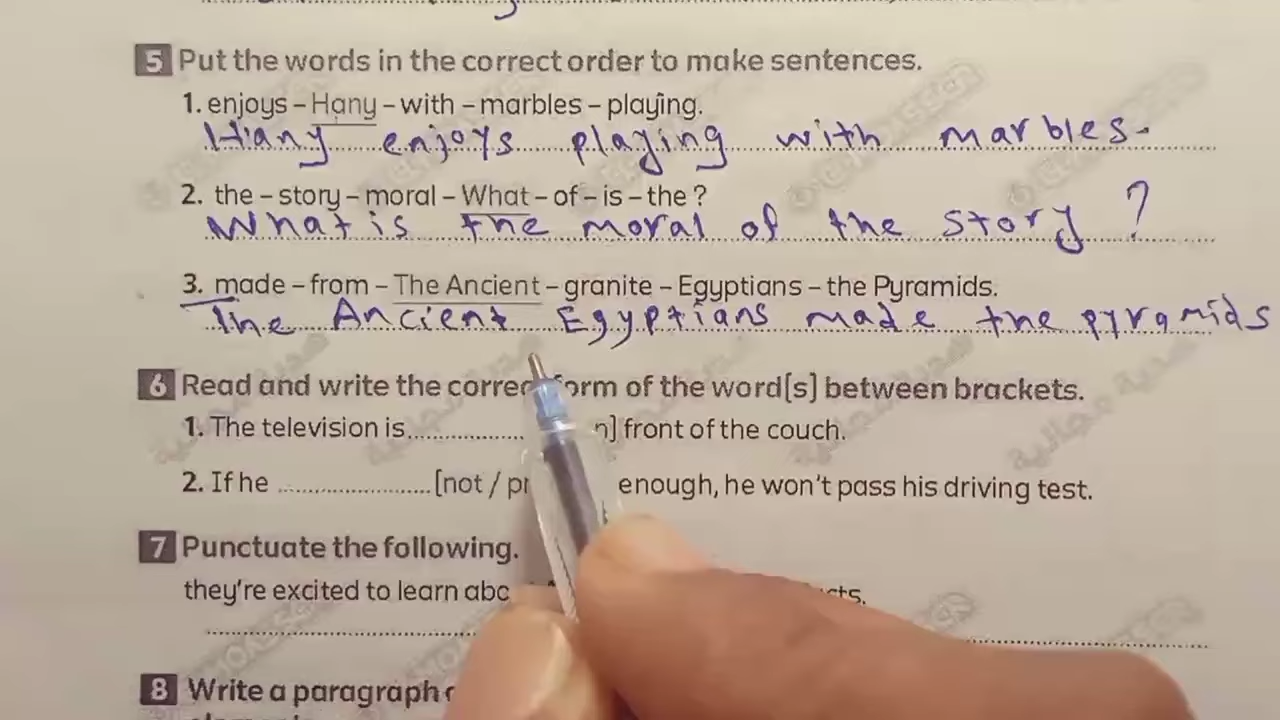 5 Put the words in the correct order to make sentences.
1. enjoys – Hany – with – marbles – playing.
Hany enjoys playing with marbles.
2. the – story – moral – What – of – is – the ?
What is the moral of the story ?
3. made – from – The Ancient – granite – Egyptians – the Pyramids.
The Ancient Egyptians made the pyramids
6 Read and write the correct form of the word[s] between brackets.
1. The television is................ front of the couch.
2. If he ...................... [not / enough, he won't pass his driving test.
7 Punctuate the following.
they're excited to learn
8 Write a paragraph